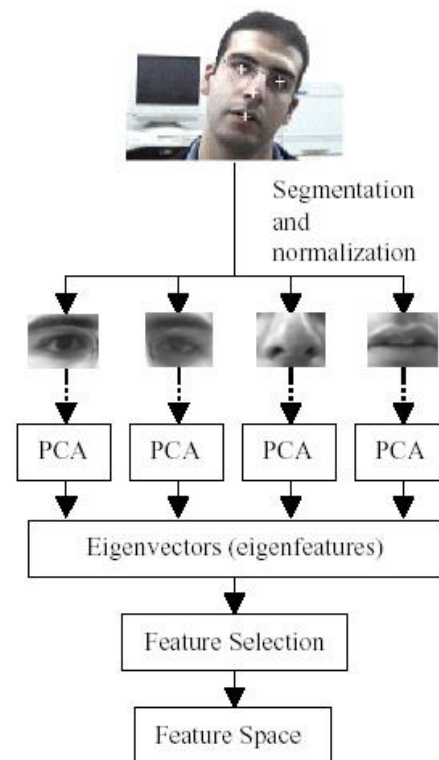 Segmentation
and
normalization
PCA PCA PCA PCA
Eigenvectors (eigenfeatures)
Feature Selection
Feature Space